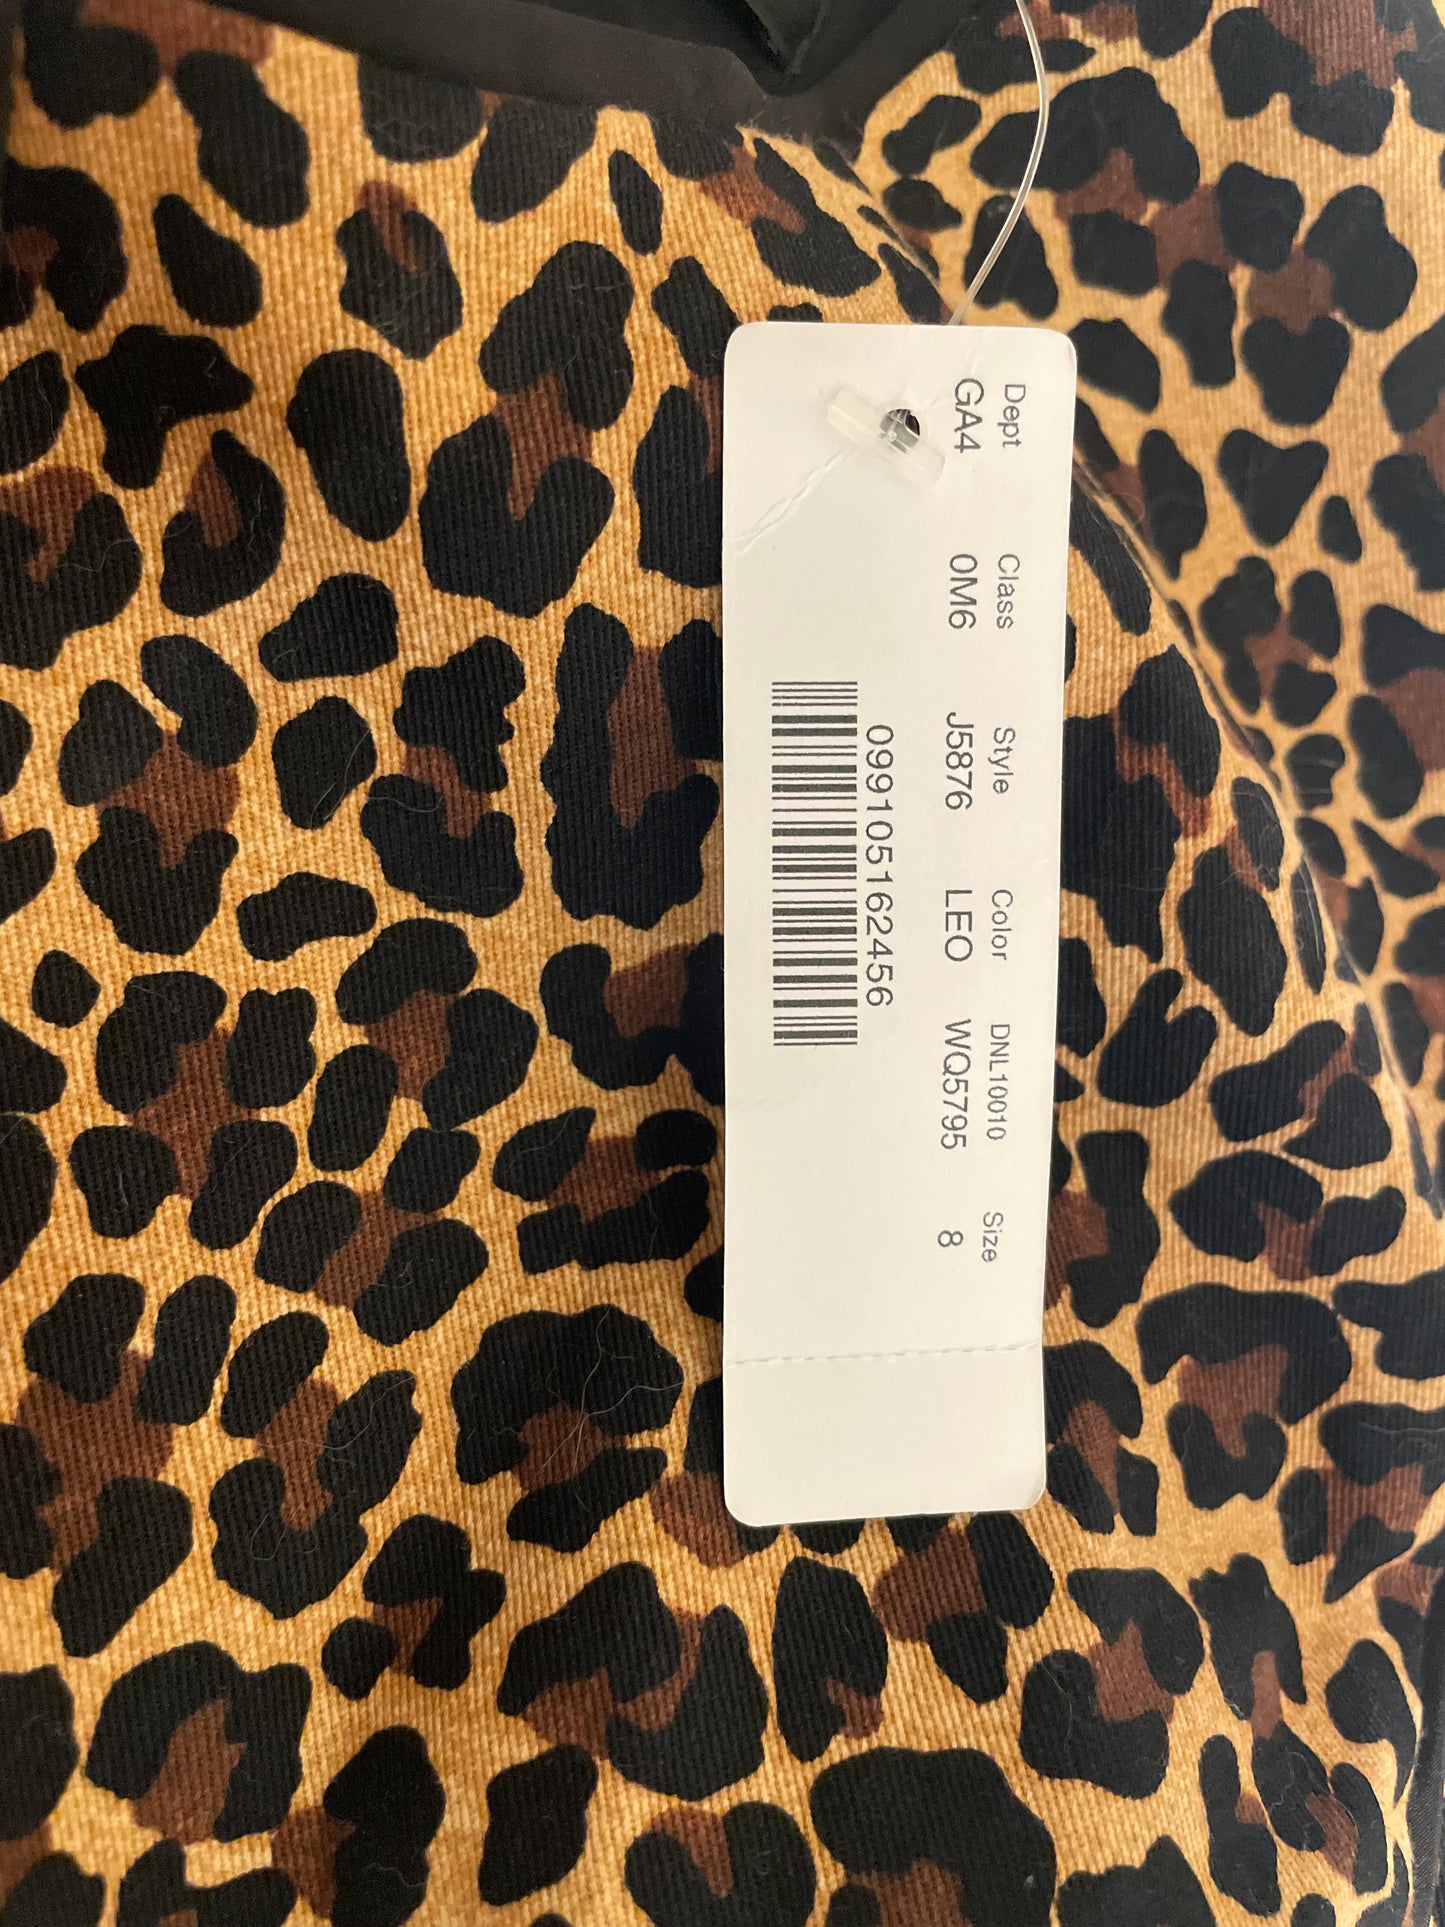 Dept Class Style Color DNL10010 Size
GA4 0M6 J5876 LEO WQ5795 8
099105162456